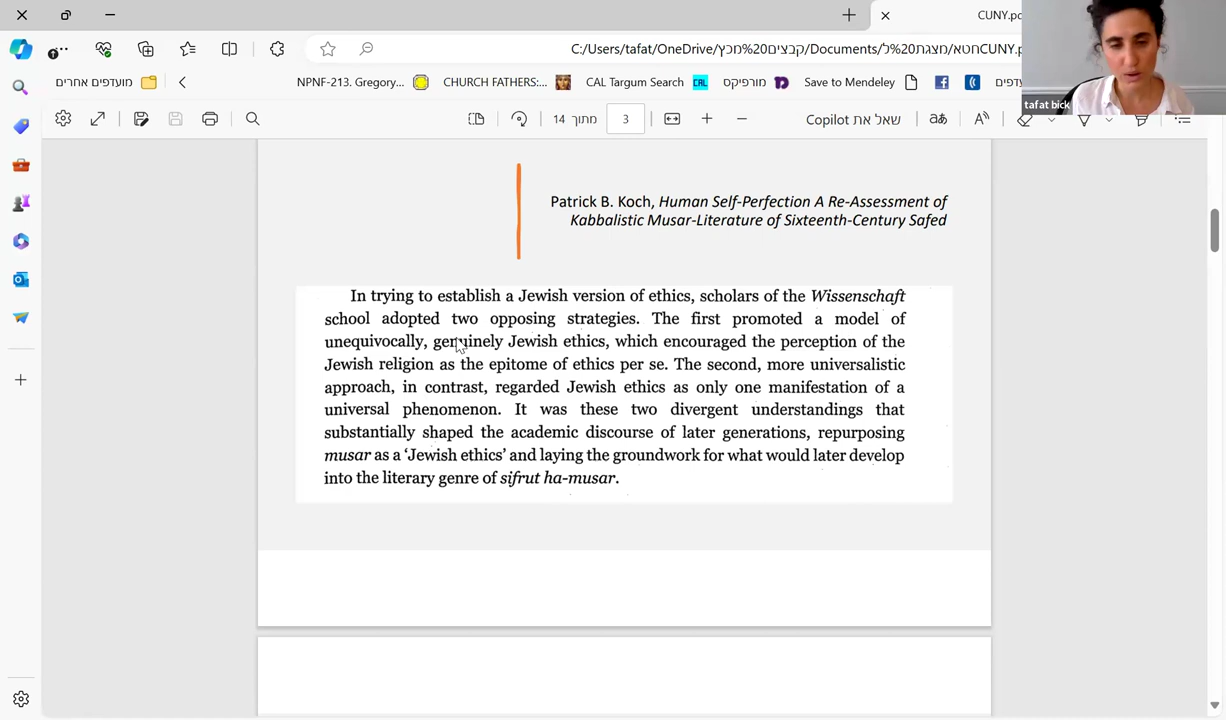 CUNY.pc
C:/Users/tafat/OneDrive/קבצים%20מכץ/Documents/מצגת%20ל%חטאCUNY.p
מועדפים אחרים
NPNF-213. Gregory...
CHURCH FATHERS:...
CAL Targum Search
CAL
מורפיקס
Save to Mendeley
tafat bick
3
מתוך 14
שאל את Copilot
Patrick B. Koch, Human Self-Perfection A Re-Assessment of
Kabbalistic Musar-Literature of Sixteenth-Century Safed
In trying to establish a Jewish version of ethics, scholars of the Wissenschaft
school adopted two opposing strategies. The first promoted a model of
unequivocally, genuinely Jewish ethics, which encouraged the perception of the
Jewish religion as the epitome of ethics per se. The second, more universalistic
approach, in contrast, regarded Jewish ethics as only one manifestation of a
universal phenomenon. It was these two divergent understandings that
substantially shaped the academic discourse of later generations, repurposing
musar as a ‘Jewish ethics’ and laying the groundwork for what would later develop
into the literary genre of sifrut ha-musar.